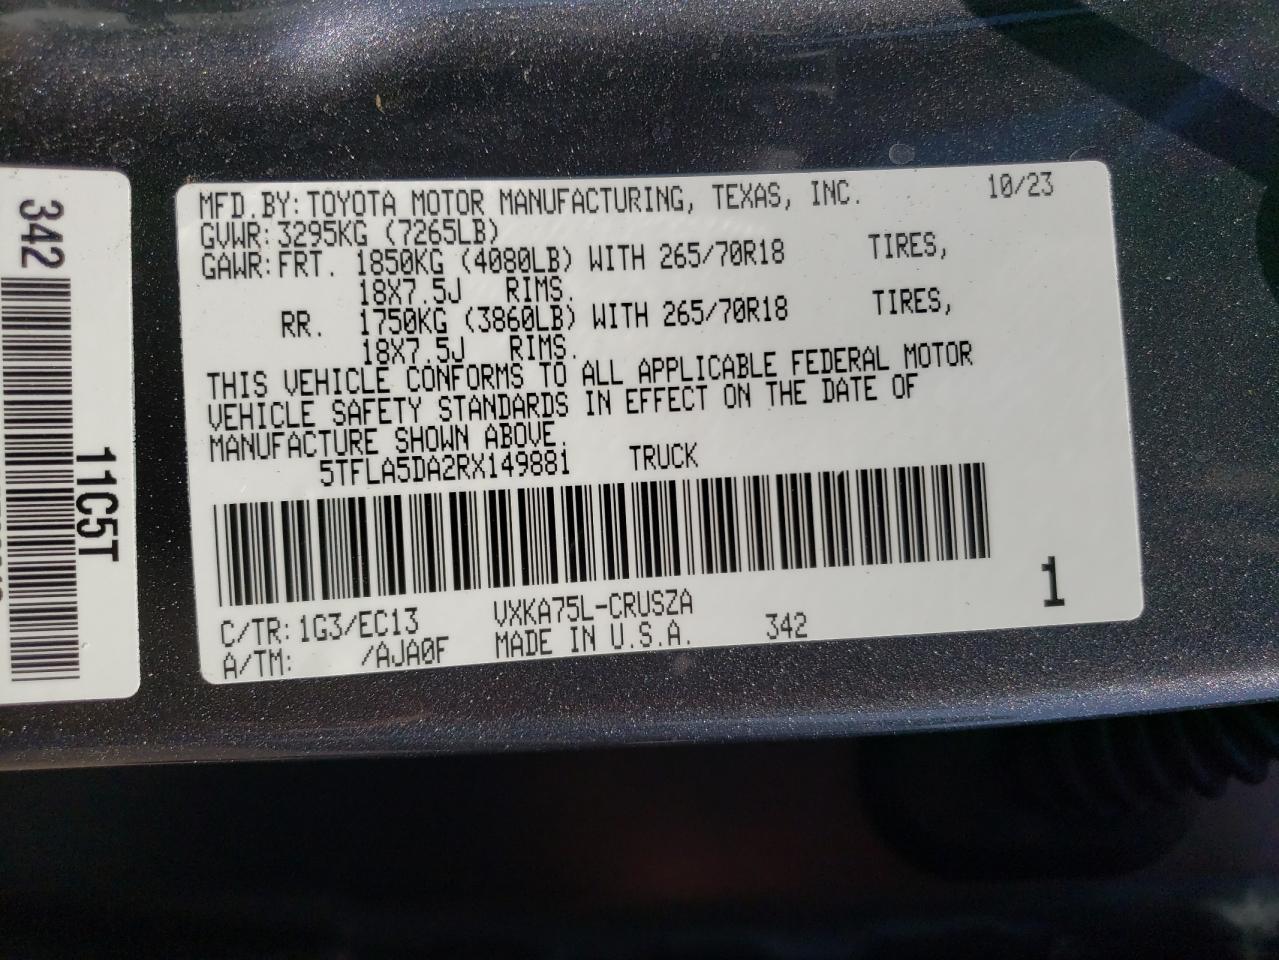 MFD.BY:TOYOTA MOTOR MANUFACTURING, TEXAS, INC. 10/23
GVWR:3295KG (7265LB)
GAWR:FRT. 1850KG (4080LB) WITH 265/70R18 TIRES,
18X7.5J RIMS.
RR. 1750KG (3860LB) WITH 265/70R18 TIRES,
18X7.5J RIMS.
THIS VEHICLE CONFORMS TO ALL APPLICABLE FEDERAL MOTOR
VEHICLE SAFETY STANDARDS IN EFFECT ON THE DATE OF
MANUFACTURE SHOWN ABOVE.
5TFLA5DA2RX149881 TRUCK
C/TR:1G3/EC13 VXKA75L-CRUSZA
A/TM: /AJA0F MADE IN U.S.A. 342
1
342
11C5T